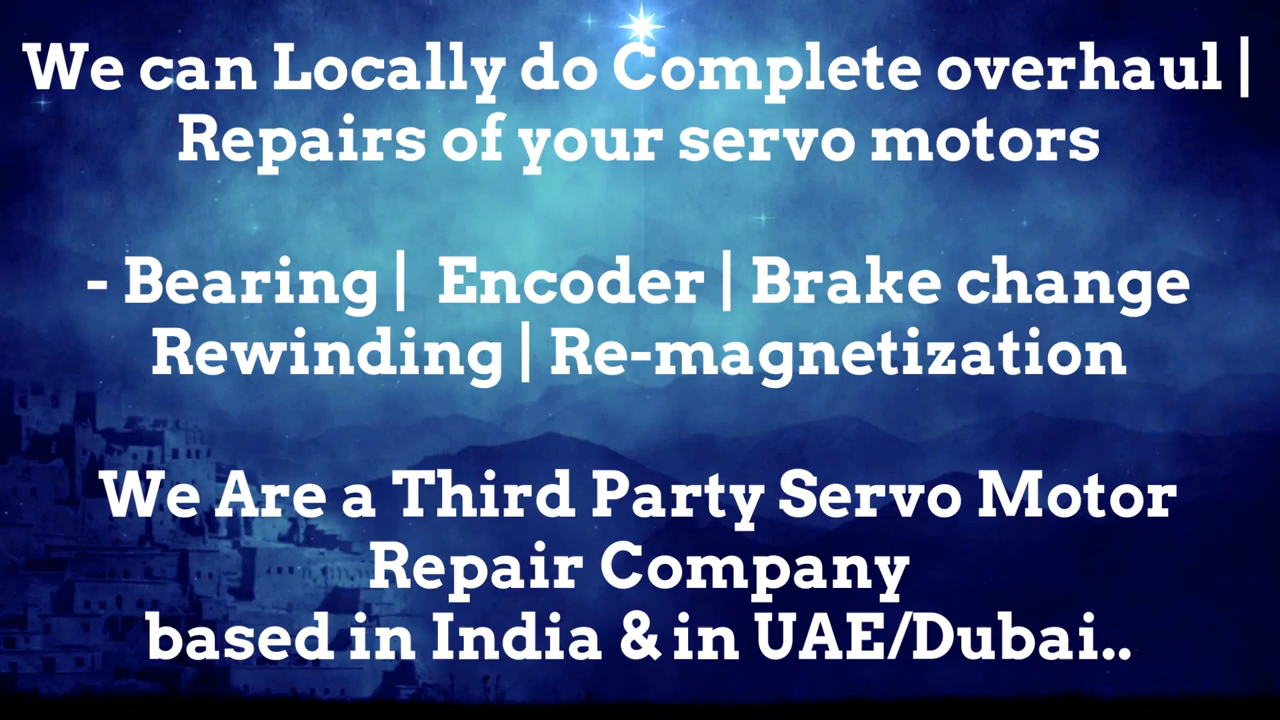 We can Locally do Complete overhaul |
Repairs of your servo motors
- Bearing |  Encoder | Brake change
Rewinding | Re-magnetization
We Are a Third Party Servo Motor
Repair Company
based in India & in UAE/Dubai..